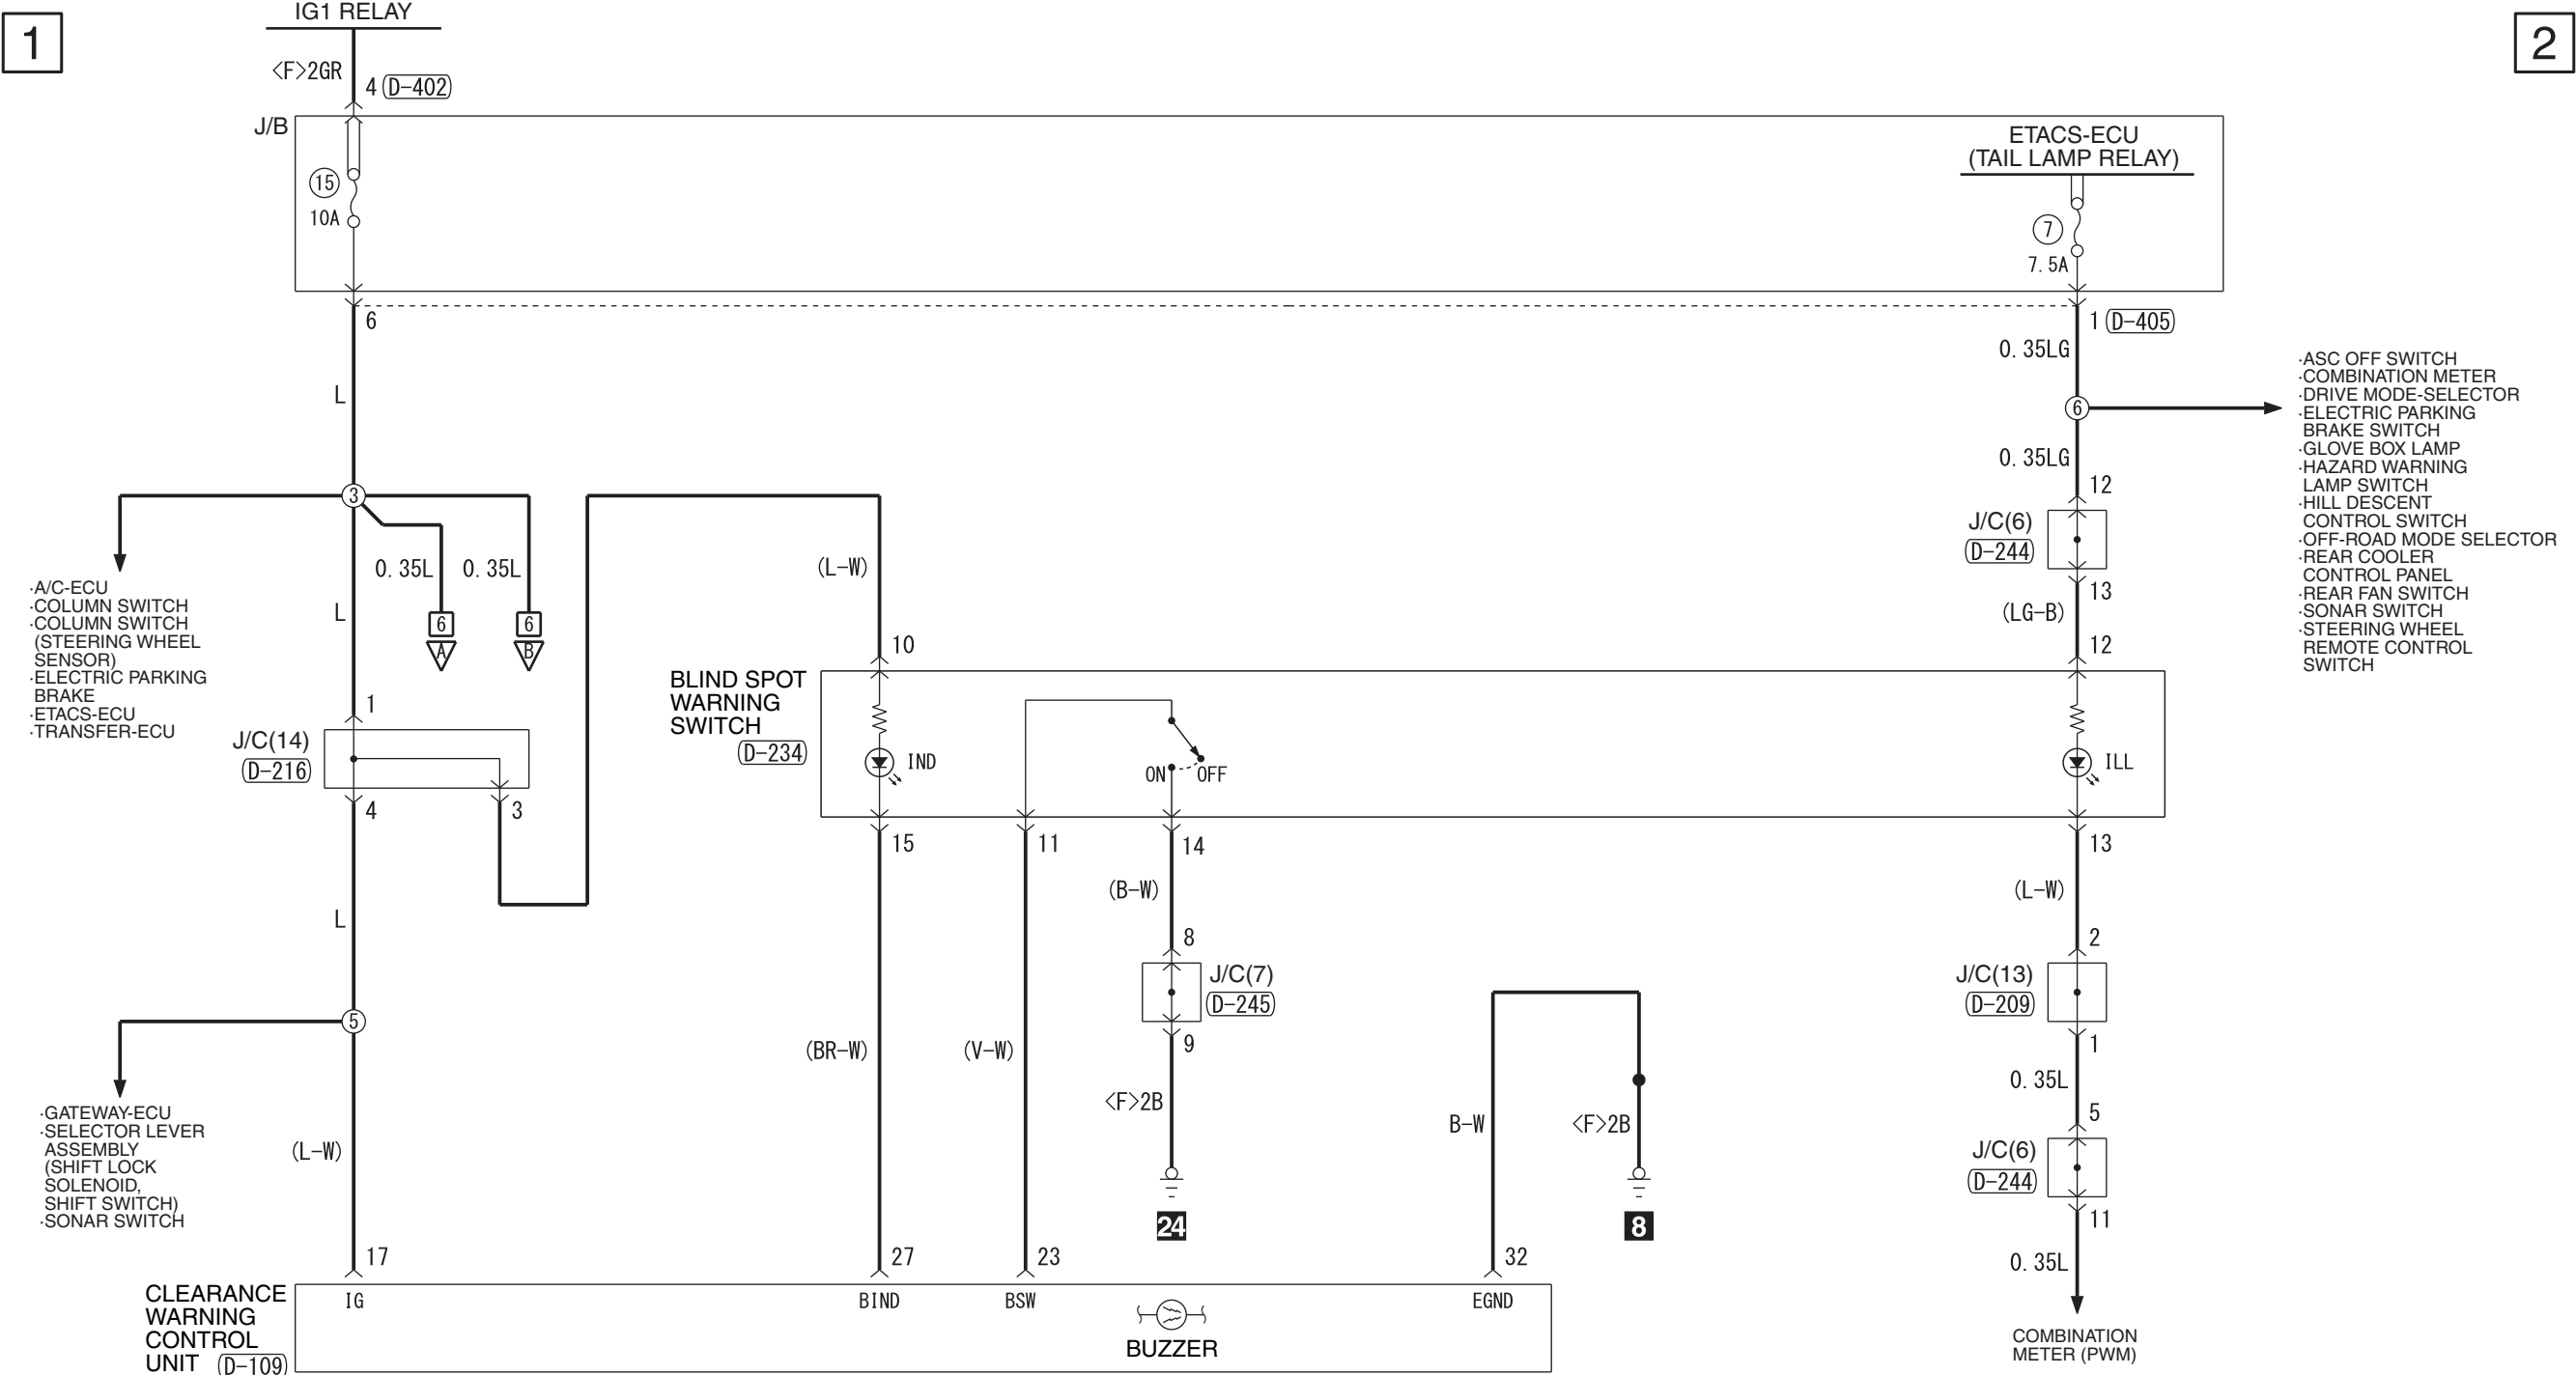 1
IG1 RELAY
2
<F>2GR
4 (D-402)
J/B
15
10A
ETACS-ECU
(TAIL LAMP RELAY)
7
7.5A
6
1 (D-405)
L
0.35LG
6
0.35LG
·ASC OFF SWITCH
·COMBINATION METER
·DRIVE MODE-SELECTOR
·ELECTRIC PARKING
BRAKE SWITCH
·GLOVE BOX LAMP
·HAZARD WARNING
LAMP SWITCH
·HILL DESCENT
CONTROL SWITCH
·OFF-ROAD MODE SELECTOR
·REAR COOLER
CONTROL PANEL
·REAR FAN SWITCH
·SONAR SWITCH
·STEERING WHEEL
REMOTE CONTROL
SWITCH
3
0.35L
0.35L
6
6
A
B
·A/C-ECU
·COLUMN SWITCH
·COLUMN SWITCH
(STEERING WHEEL
SENSOR)
·ELECTRIC PARKING
BRAKE
·ETACS-ECU
·TRANSFER-ECU
L
1
J/C(14)
(D-216)
4
3
(L-W)
10
12
J/C(6)
(D-244)
13
(LG-B)
12
BLIND SPOT
WARNING
SWITCH
(D-234)
IND
ON
OFF
ILL
15
11
14
13
L
5
·GATEWAY-ECU
·SELECTOR LEVER
ASSEMBLY
(SHIFT LOCK
SOLENOID,
SHIFT SWITCH)
·SONAR SWITCH
(L-W)
(BR-W)
(V-W)
(B-W)
8
J/C(7)
(D-245)
9
<F>2B
24
B-W
<F>2B
8
(L-W)
2
J/C(13)
(D-209)
1
0.35L
5
J/C(6)
(D-244)
11
0.35L
COMBINATION
METER (PWM)
17
27
23
32
CLEARANCE
WARNING
CONTROL
UNIT (D-109)
IG
BIND
BSW
EGND
BUZZER